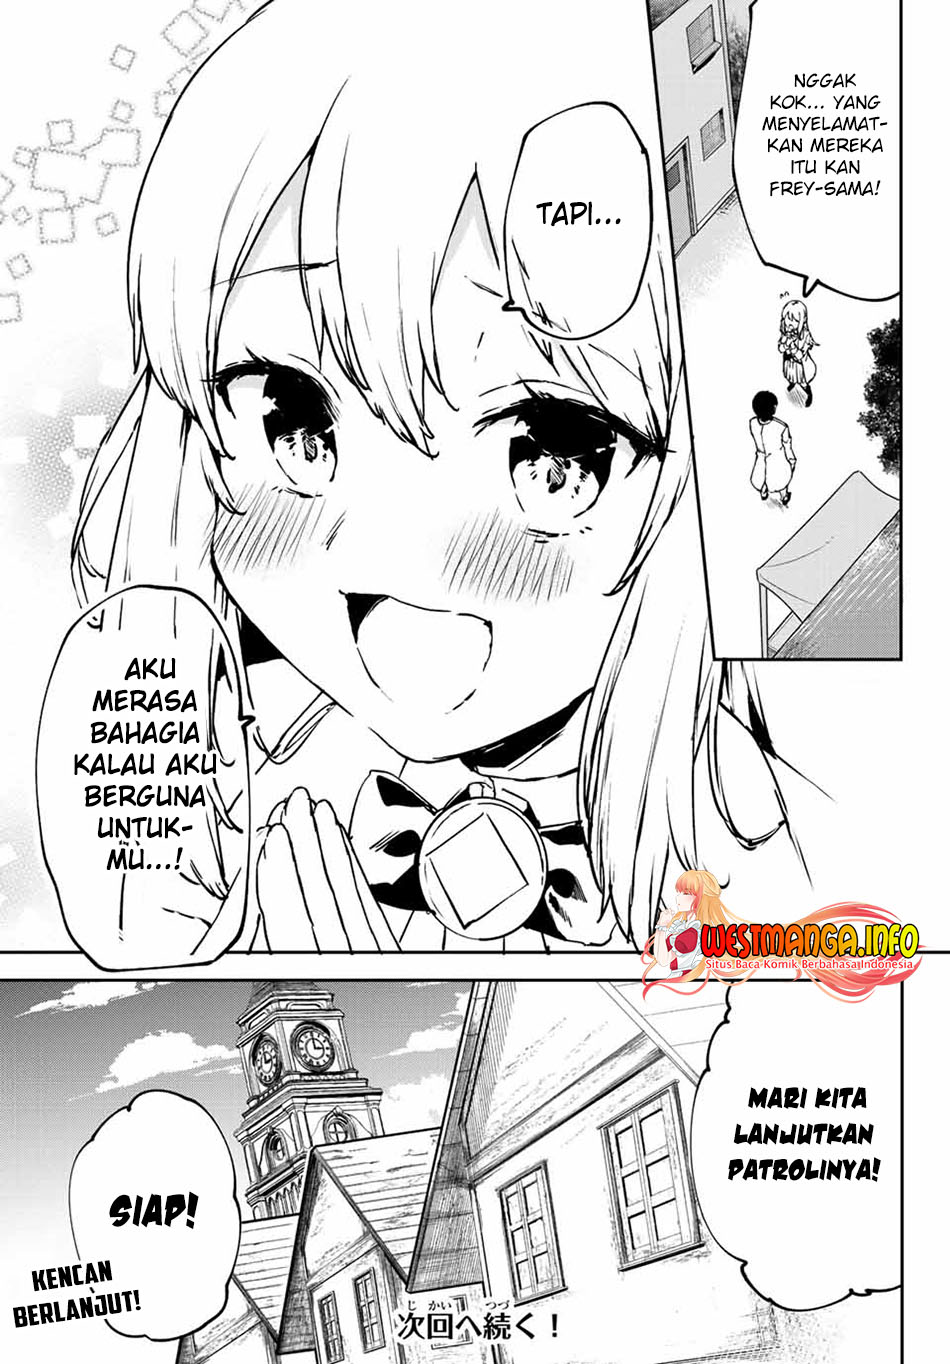 NGGAK
KOK... YANG
MENYELAMAT-
KAN MEREKA
ITU KAN
FREY-SAMA!
TAPI...
AKU
MERASA
BAHAGIA
KALAU AKU
BERGUNA
UNTUK-
MU...!
WESTMANGA.INFO
Situs Baca Komik Berbahasa Indonesia
MARI KITA
LANJUTKAN
PATROLINYA!
SIAP!
KENCAN
BERLANJUT!
次回へ続く！
じかい つづ